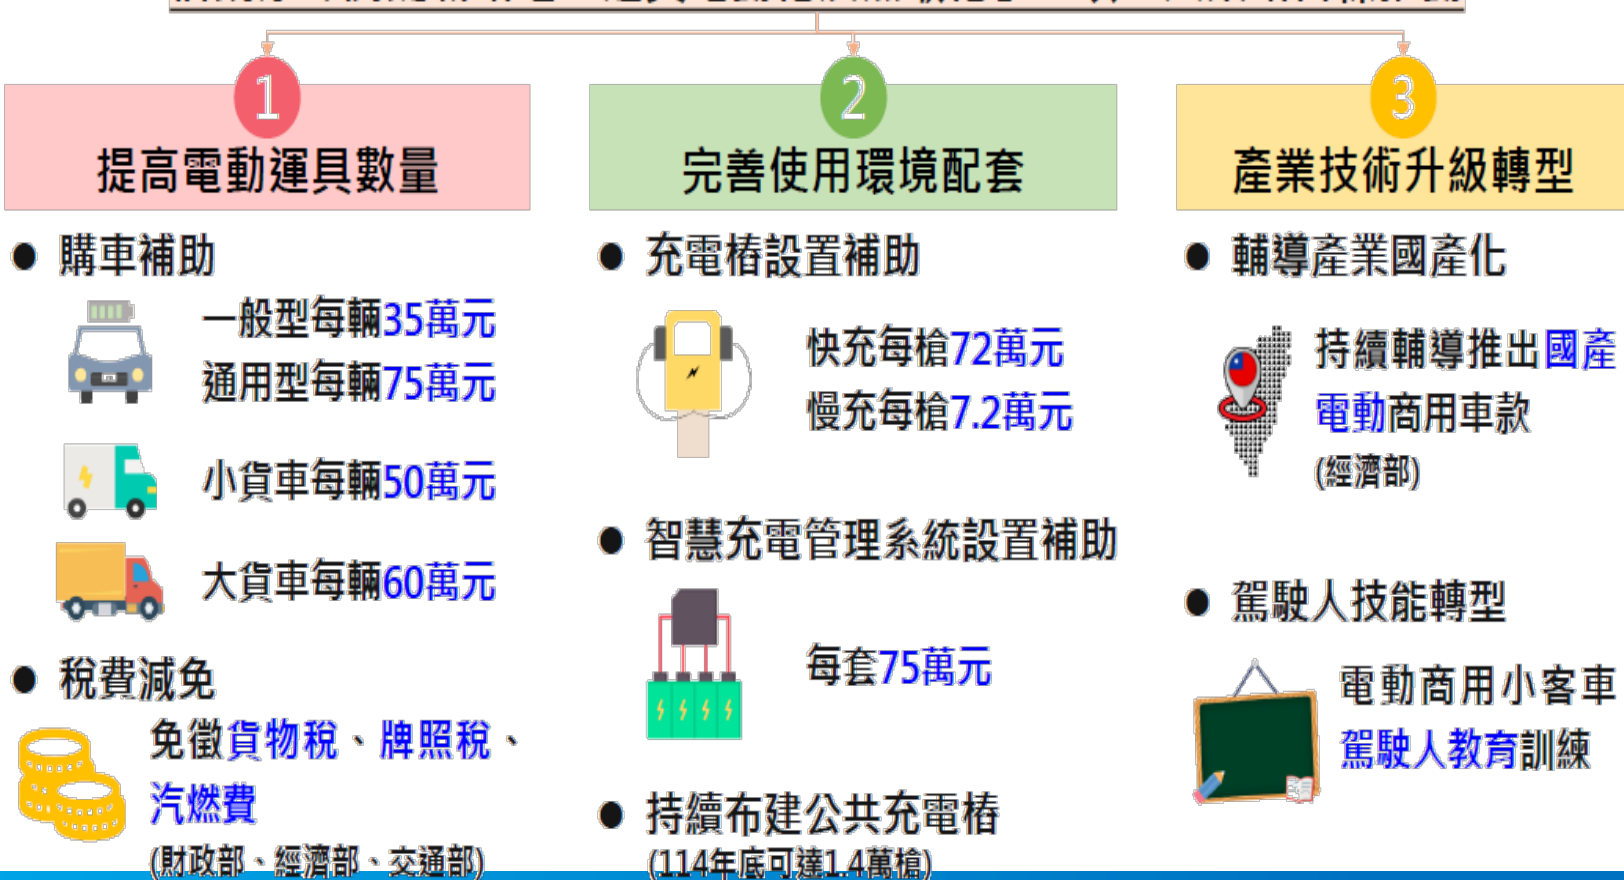 1
提高電動運具數量
● 購車補助
一般型每輛35萬元
通用型每輛75萬元
小貨車每輛50萬元
大貨車每輛60萬元
● 稅費減免
免徵貨物稅、牌照稅、
汽燃費
(財政部、經濟部、交通部)
2
完善使用環境配套
● 充電樁設置補助
快充每槍72萬元
慢充每槍7.2萬元
● 智慧充電管理系統設置補助
每套75萬元
● 持續布建公共充電樁
(114年底可達1.4萬槍)
3
產業技術升級轉型
● 輔導產業國產化
持續輔導推出國產
電動商用車款
(經濟部)
● 駕駛人技能轉型
電動商用小客車
駕駛人教育訓練